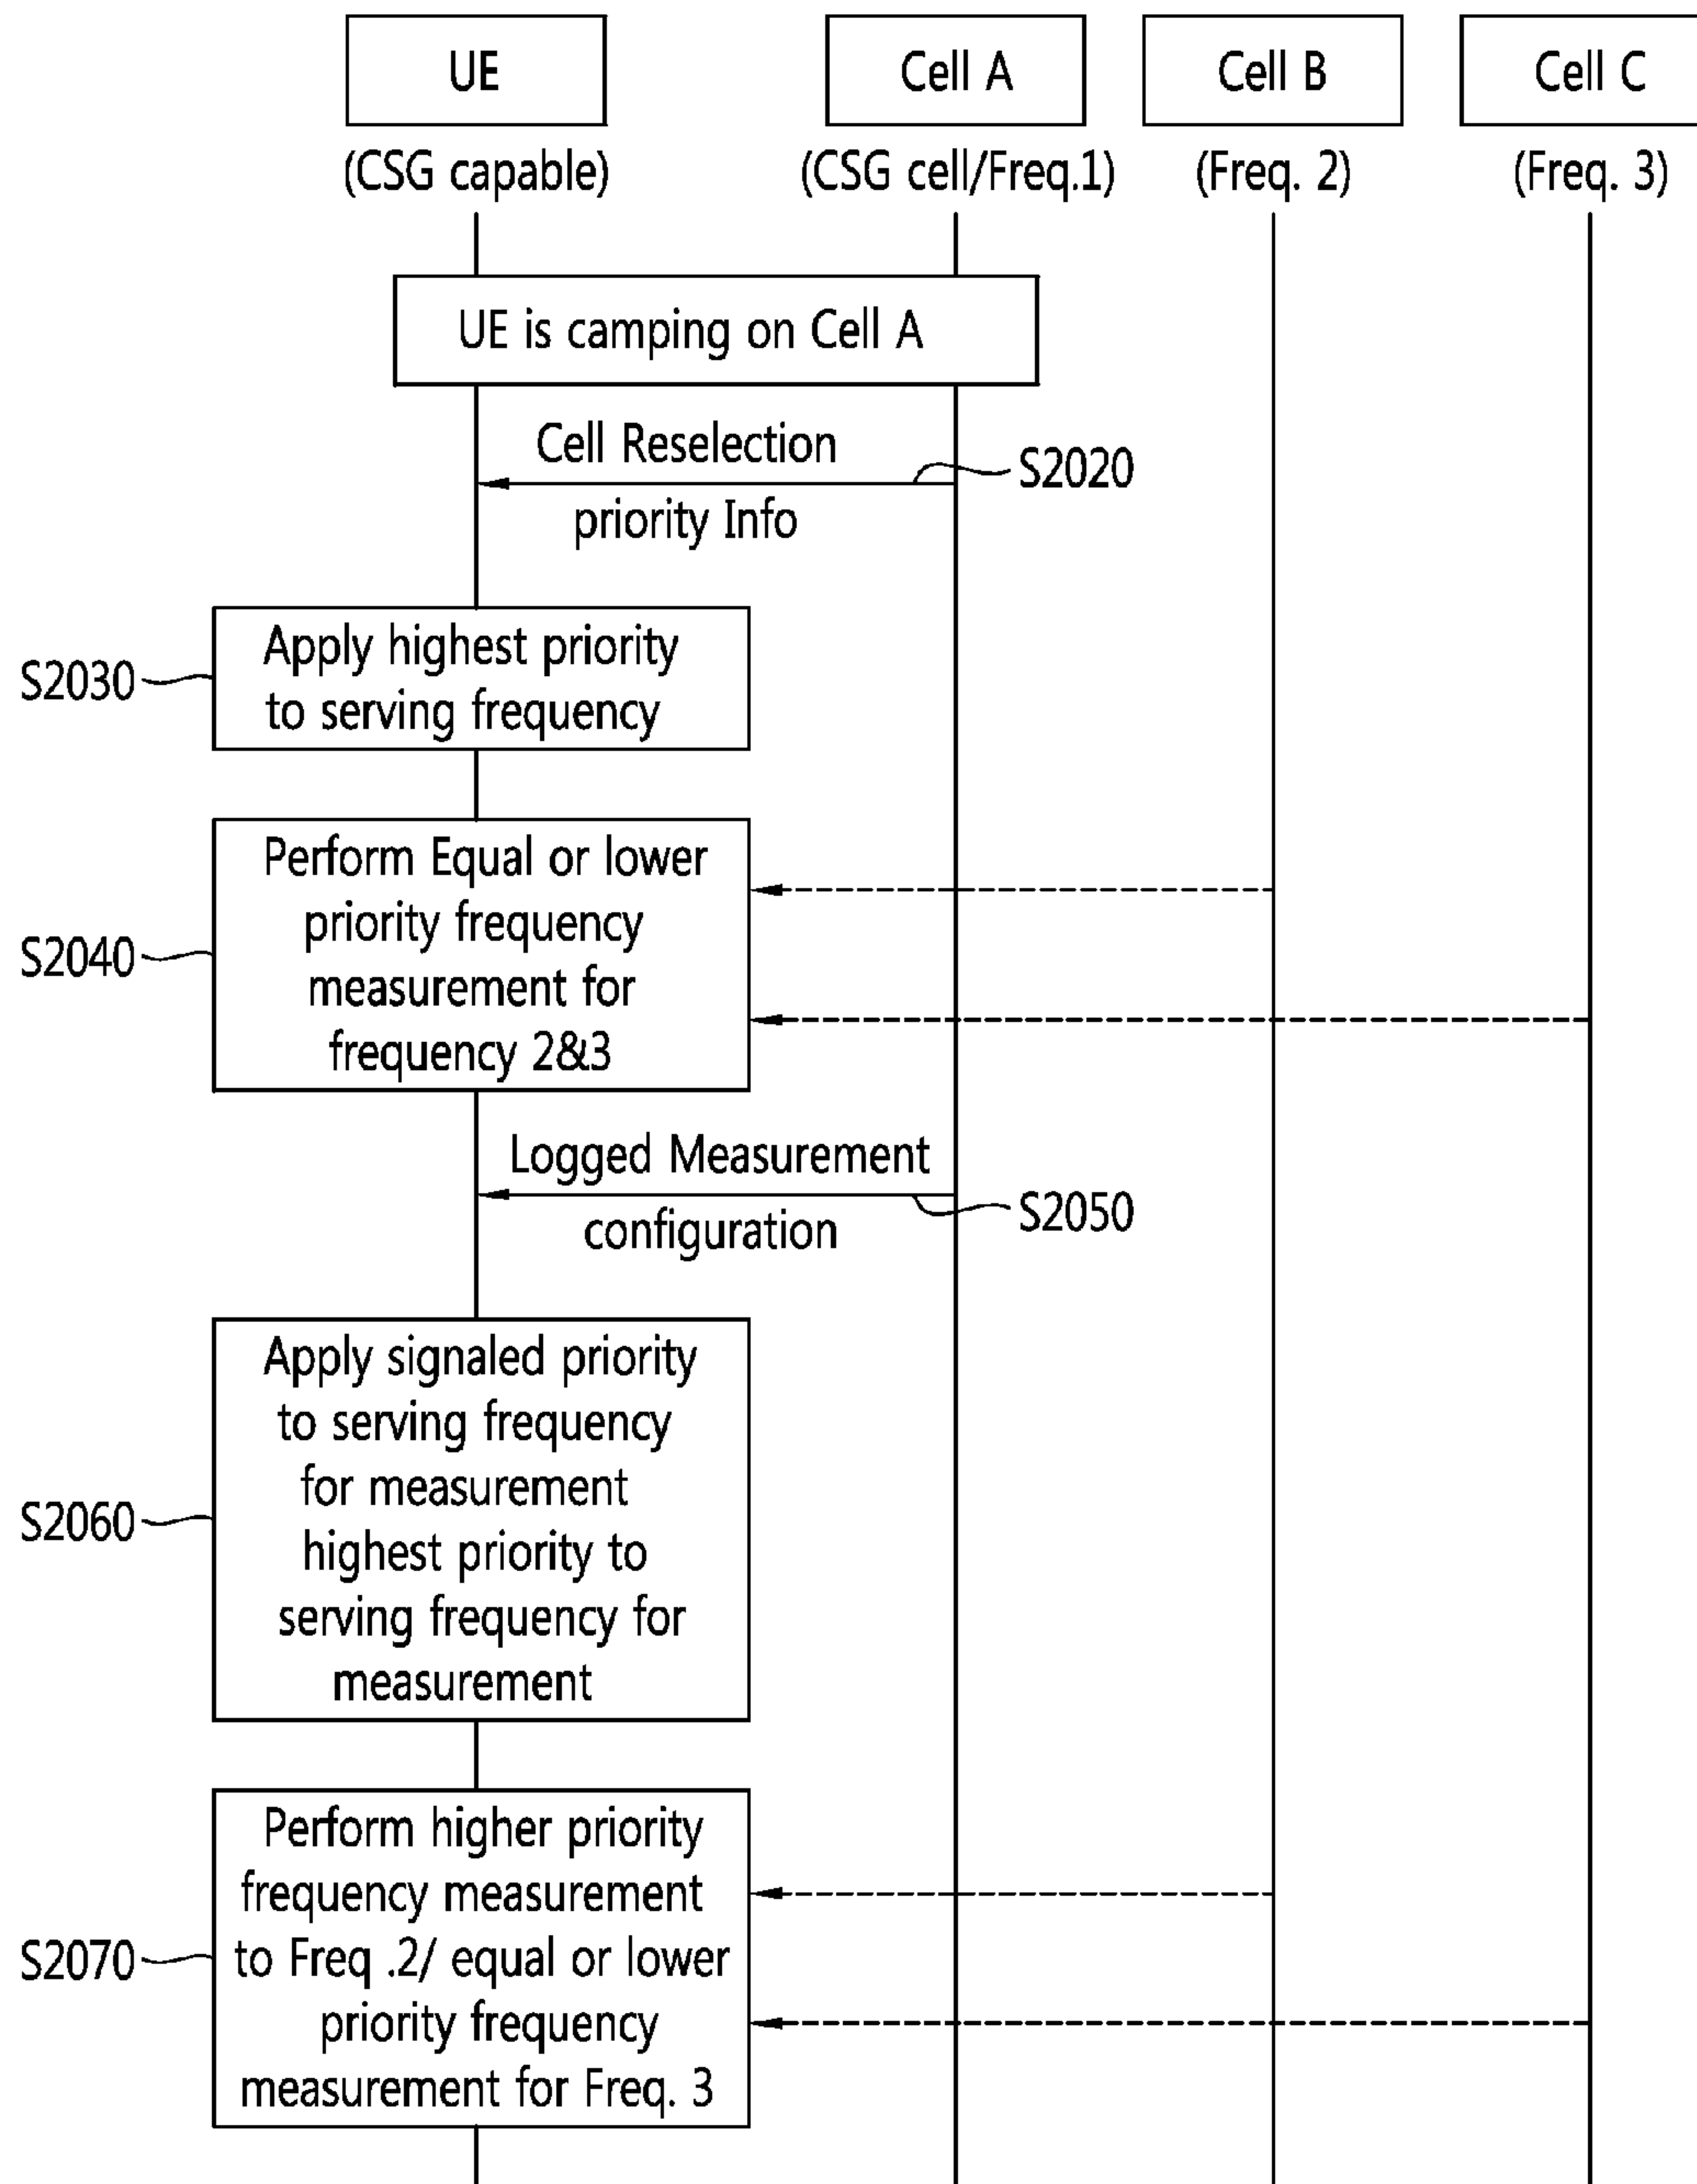 UE
Cell A
Cell B
Cell C
(CSG capable)
(CSG cell/Freq.1)
(Freq. 2)
(Freq. 3)
UE is camping on Cell A
Cell Reselection
priority Info
S2020
S2030
Apply highest priority
to serving frequency
S2040
Perform Equal or lower
priority frequency
measurement for
frequency 2&3
Logged Measurement
configuration
S2050
S2060
Apply signaled priority
to serving frequency
for measurement
highest priority to
serving frequency for
measurement
S2070
Perform higher priority
frequency measurement
to Freq .2/ equal or lower
priority frequency
measurement for Freq. 3